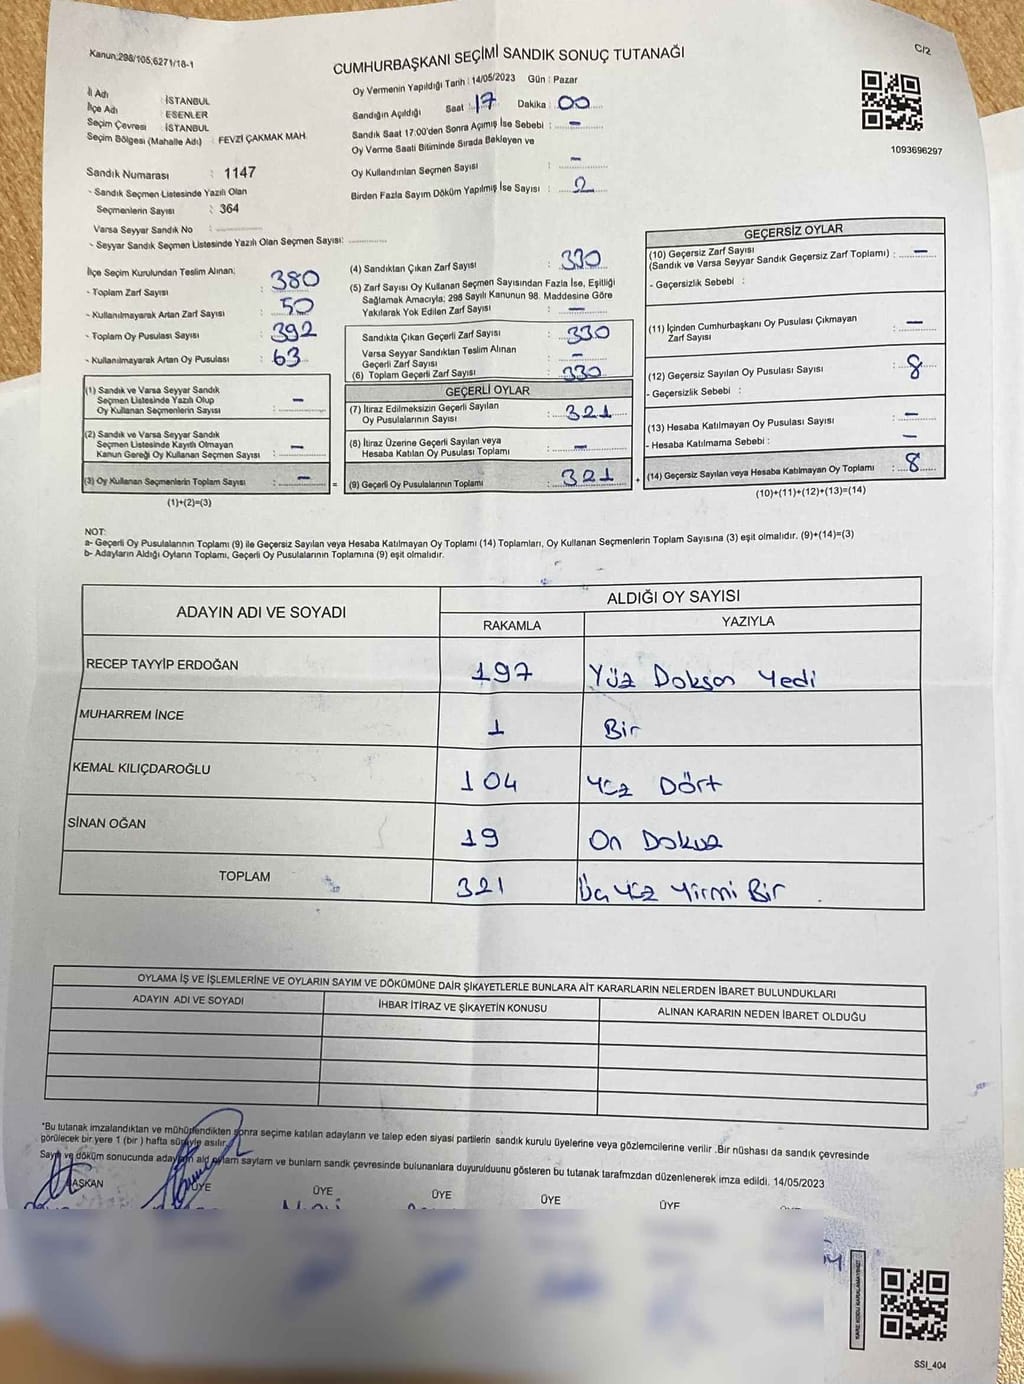 Kanun;298/105;6271/18-1
C/2
CUMHURBAŞKANI SEÇİMİ SANDIK SONUÇ TUTANAĞI
İl Adı : İSTANBUL
İlçe Adı : ESENLER
Seçim Çevresi : İSTANBUL
Seçim Bölgesi (Mahalle Adı) : FEVZİ ÇAKMAK MAH.
Sandık Numarası : 1147
- Sandık Seçmen Listesinde Yazılı Olan
Seçmenlerin Sayısı : 364
Varsa Seyyar Sandık No :
- Seyyar Sandık Seçmen Listesinde Yazılı Olan Seçmen Sayısı:
Oy Vermenin Yapıldığı Tarih : 14/05/2023 Gün : Pazar
Sandığın Açıldığı Saat : 17 Dakika : 00
Sandık Saat 17:00'den Sonra Açımış İse Sebebi : -
Oy Verme Saati Bitiminde Sırada Bekleyen ve
Oy Kullandırılan Seçmen Sayısı : -
Birden Fazla Sayım Döküm Yapılmış İse Sayısı : 2
1093696297
İlçe Seçim Kurulundan Teslim Alınan;
- Toplam Zarf Sayısı : 380
- Kullanılmayarak Artan Zarf Sayısı : 50
- Toplam Oy Pusulası Sayısı : 392
- Kullanılmayarak Artan Oy Pusulası : 63
(1) Sandık ve Varsa Seyyar Sandık
Seçmen Listesinde Yazılı Olup
Oy Kullanan Seçmenlerin Sayısı : -
(2) Sandık ve Varsa Seyyar Sandık
Seçmen Listesinde Kayıtlı Olmayan
Kanun Gereği Oy Kullanan Seçmen Sayısı : -
(3) Oy Kullanan Seçmenlerin Toplam Sayısı : - =
(1)+(2)=(3)
(4) Sandıktan Çıkan Zarf Sayısı : 330
(5) Zarf Sayısı Oy Kullanan Seçmen Sayısından Fazla İse, Eşitliği
Sağlamak Amacıyla; 298 Sayılı Kanunun 98. Maddesine Göre
Yakılarak Yok Edilen Zarf Sayısı : -
Sandıkta Çıkan Geçerli Zarf Sayısı : 330
Varsa Seyyar Sandıktan Teslim Alınan
Geçerli Zarf Sayısı : -
(6) Toplam Geçerli Zarf Sayısı : 330
GEÇERLİ OYLAR
(7) İtiraz Edilmeksizin Geçerli Sayılan
Oy Pusulalarının Sayısı : 321
(8) İtiraz Üzerine Geçerli Sayılan veya
Hesaba Katılan Oy Pusulası Toplamı : -
(9) Geçerli Oy Pusulalarının Toplamı : 321 +
GEÇERSİZ OYLAR
(10) Geçersiz Zarf Sayısı
(Sandık ve Varsa Seyyar Sandık Geçersiz Zarf Toplamı) : -
- Geçersizlik Sebebi :
(11) İçinden Cumhurbaşkanı Oy Pusulası Çıkmayan
Zarf Sayısı : -
(12) Geçersiz Sayılan Oy Pusulası Sayısı : 8
- Geçersizlik Sebebi :
(13) Hesaba Katılmayan Oy Pusulası Sayısı : -
- Hesaba Katılmama Sebebi : -
(14) Geçersiz Sayılan veya Hesaba Katılmayan Oy Toplamı : 8
(10)+(11)+(12)+(13)=(14)
NOT:
a- Geçerli Oy Pusulalarının Toplamı (9) ile Geçersiz Sayılan veya Hesaba Katılmayan Oy Toplamı (14) Toplamları, Oy Kullanan Seçmenlerin Toplam Sayısına (3) eşit olmalıdır. (9)+(14)=(3)
b- Adayların Aldığı Oyların Toplamı, Geçerli Oy Pusulalarının Toplamına (9) eşit olmalıdır.
ADAYIN ADI VE SOYADI
ALDIĞI OY SAYISI
RAKAMLA YAZIYLA
RECEP TAYYİP ERDOĞAN 197 Yüz Doksan Yedi
MUHARREM İNCE 1 Bir
KEMAL KILIÇDAROĞLU 104 Yüz Dört
SİNAN OĞAN 19 On Dokuz
TOPLAM 321 Üç Yüz Yirmi Bir
OYLAMA İŞ VE İŞLEMLERİNE VE OYLARIN SAYIM VE DÖKÜMÜNE DAİR ŞİKAYETLERLE BUNLARA AİT KARARLARIN NELERDEN İBARET BULUNDUKLARI
ADAYIN ADI VE SOYADI İHBAR İTİRAZ VE ŞİKAYETİN KONUSU ALINAN KARARIN NEDEN İBARET OLDUĞU
*Bu tutanak imzalandıktan ve mühürlendikten sonra seçime katılan adayların ve talep eden siyasi partilerin sandık kurulu üyelerine veya gözlemcilerine verilir .Bir nüshası da sandık çevresinde
görülecek bir yere 1 (bir ) hafta süreyle asılır.
Sayım ve döküm sonucunda adayların ald oyların sayılarn ve bunların sandk çevresinde bulunanlara duyurulduunu gösteren bu tutanak tarafmzdan düzenlenerek imza edildi. 14/05/2023
BAŞKAN ÜYE ÜYE ÜYE ÜYE ÜYE
SSI_404